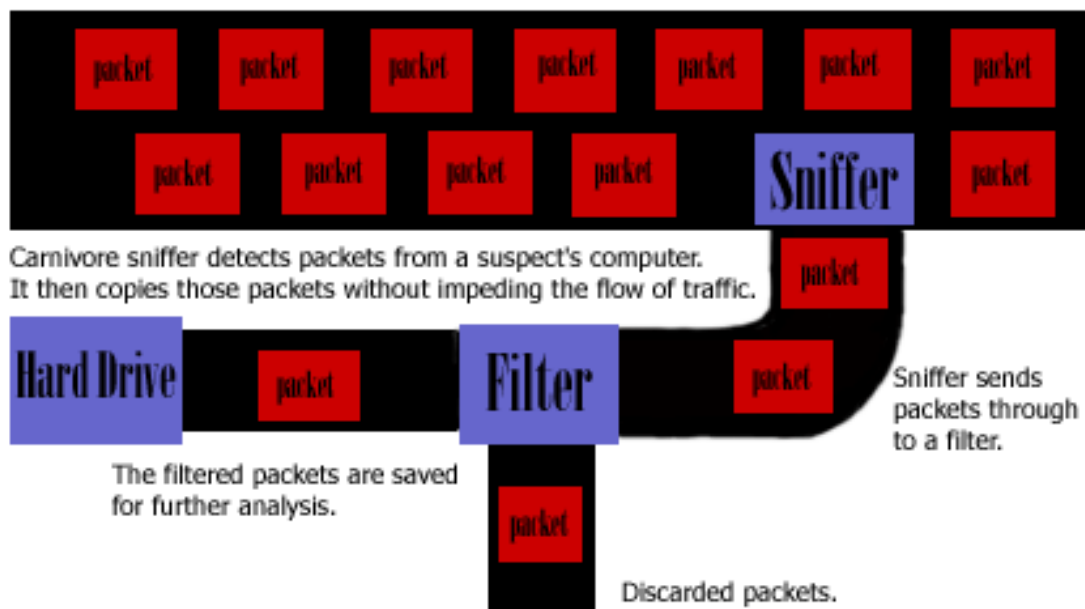 packet packet packet packet packet packet packet
packet packet packet packet Sniffer packet
Carnivore sniffer detects packets from a suspect's computer.
It then copies those packets without impeding the flow of traffic.
packet
Hard Drive
packet
Filter
packet
Sniffer sends
packets through
to a filter.
The filtered packets are saved
for further analysis.
packet
Discarded packets.